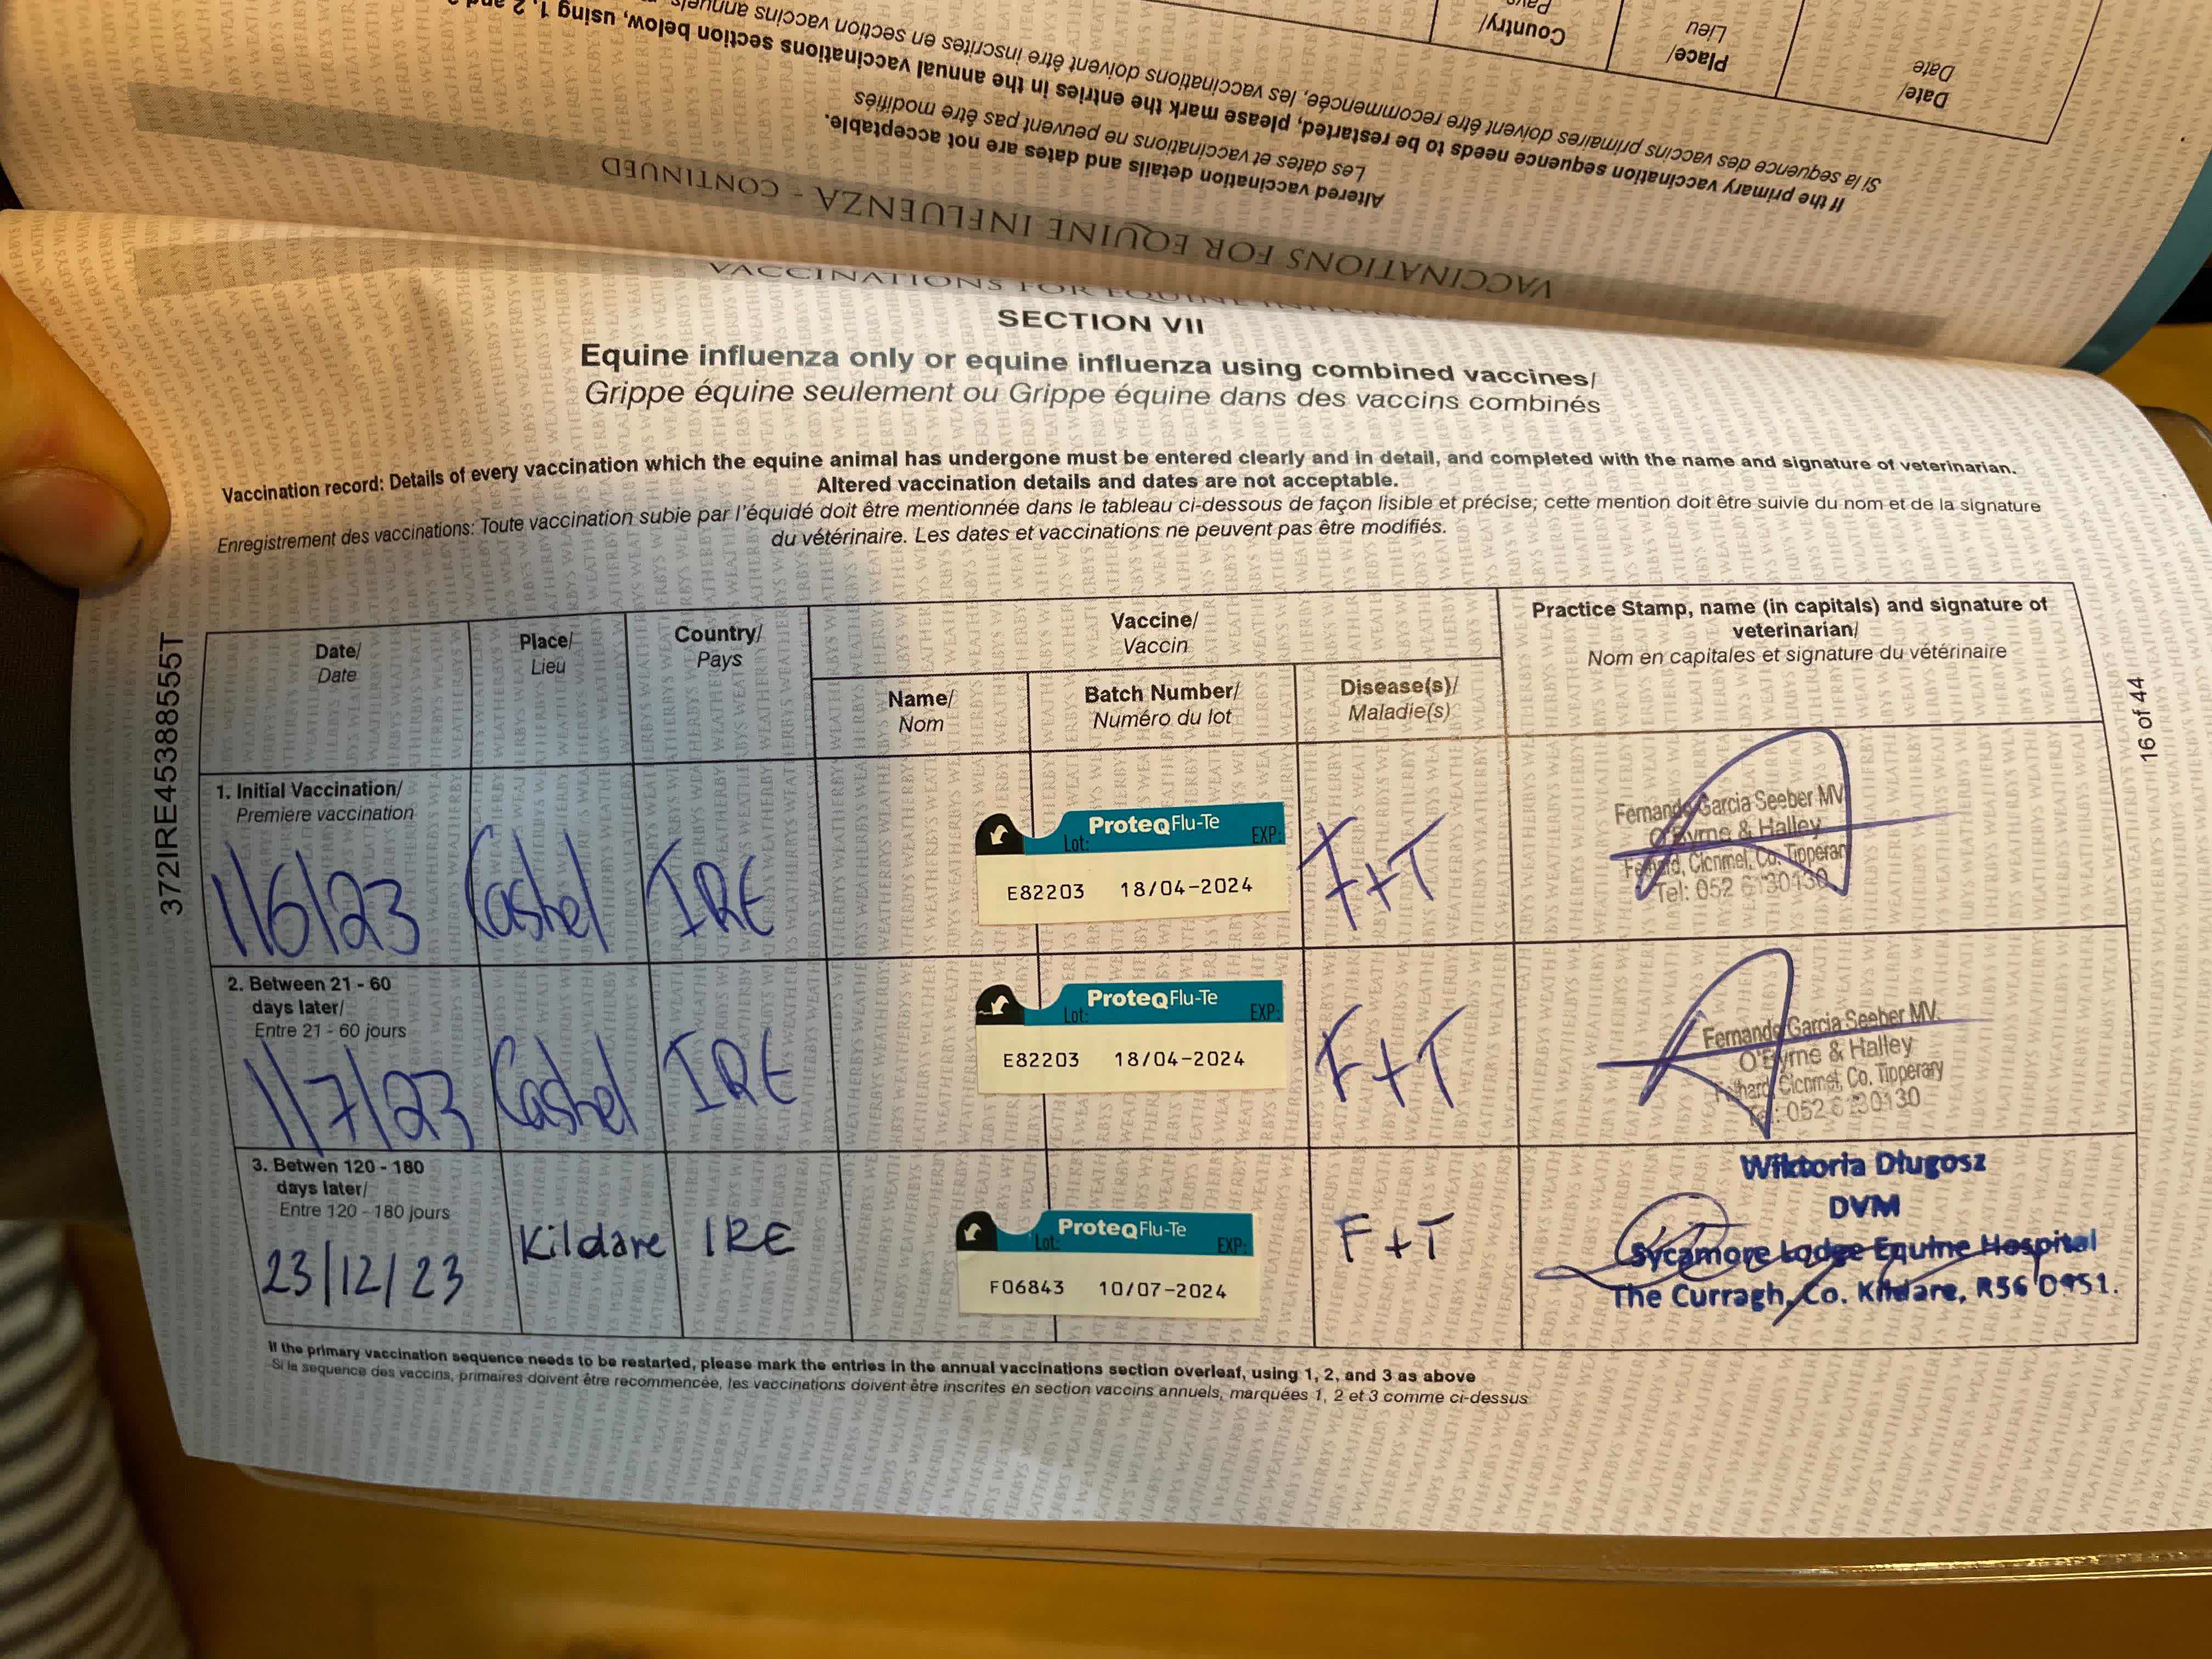 VACCINATIONS FOR EQUINE INFLUENZA - CONTINUED
Altered vaccination details and dates are not acceptable.
Les dates et vaccinations ne peuvent pas être modifiés
If the primary vaccination sequence needs to be restarted, please mark the entries in the annual vaccinations section below, using 1, 2 and
Si la sequence des vaccins primaires doivent être recommencée, les vaccinations doivent être inscrites en section vaccins annuels,
Date/
Date
Place/
Lieu
Country/
Pays
VACCINATIONS FOR EQUINE
SECTION VII
Equine influenza only or equine influenza using combined vaccines/
Grippe équine seulement ou Grippe équine dans des vaccins combinés
Vaccination record: Details of every vaccination which the equine animal has undergone must be entered clearly and in detail, and completed with the name and signature of veterinarian.
Altered vaccination details and dates are not acceptable.
Enregistrement des vaccinations: Toute vaccination subie par l'équidé doit être mentionnée dans le tableau ci-dessous de façon lisible et précise; cette mention doit être suivie du nom et de la signature
du vétérinaire. Les dates et vaccinations ne peuvent pas être modifiés.
372IRE45388555T
16 of 44
Date/
Date
Place/
Lieu
Country/
Pays
Vaccine/
Vaccin
Name/
Nom
Batch Number/
Numéro du lot
Disease(s)/
Maladie(s)
Practice Stamp, name (in capitals) and signature of
veterinarian/
Nom en capitales et signature du vétérinaire
1. Initial Vaccination/
Premiere vaccination
1/6/23 Cashel IRE
ProteqFlu-Te
Lot: EXP:
E82203 18/04-2024
F+T
Fernando Garcia Seeber MV
O'Byrne & Halley
Fethard, Clonmel, Co. Tipperary
Tel: 052 6130130
2. Between 21 - 60
days later/
Entre 21 - 60 jours
1/7/23 Cashel IRE
ProteqFlu-Te
Lot: EXP:
E82203 18/04-2024
F+T
Fernando Garcia Seeber MV.
O'Byrne & Halley
Fethard, Clonmel, Co. Tipperary
Tel: 052 6130130
3. Betwen 120 - 180
days later/
Entre 120 - 180 jours
23/12/23 Kildare IRE
ProteqFlu-Te
Lot: EXP:
F06843 10/07-2024
F+T
Wiktoria Długosz
DVM
Sycamore Lodge Equine Hospital
The Curragh, Co. Kildare, R56 D951.
If the primary vaccination sequence needs to be restarted, please mark the entries in the annual vaccinations section overleaf, using 1, 2, and 3 as above
Si la sequence des vaccins, primaires doivent être recommencée, les vaccinations doivent être inscrites en section vaccins annuels, marquées 1, 2 et 3 comme ci-dessus